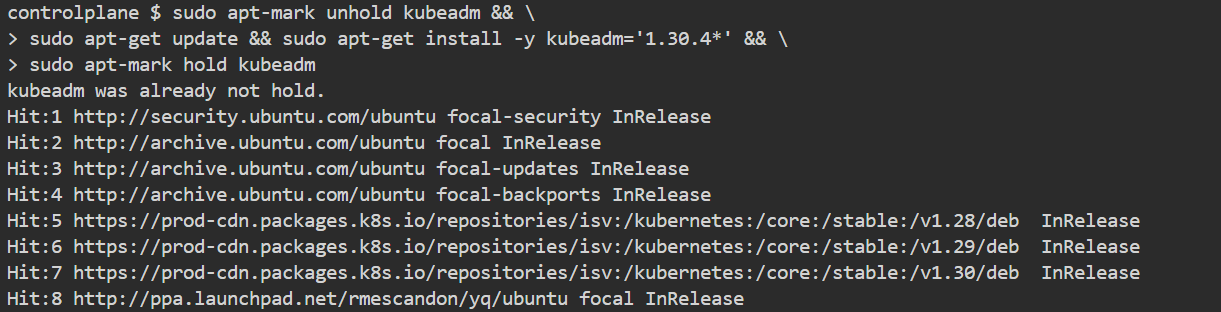 controlplane $ sudo apt-mark unhold kubeadm && \
> sudo apt-get update && sudo apt-get install -y kubeadm='1.30.4*' && \
> sudo apt-mark hold kubeadm
kubeadm was already not hold.
Hit:1 http://security.ubuntu.com/ubuntu focal-security InRelease
Hit:2 http://archive.ubuntu.com/ubuntu focal InRelease
Hit:3 http://archive.ubuntu.com/ubuntu focal-updates InRelease
Hit:4 http://archive.ubuntu.com/ubuntu focal-backports InRelease
Hit:5 https://prod-cdn.packages.k8s.io/repositories/isv:/kubernetes:/core:/stable:/v1.28/deb  InRelease
Hit:6 https://prod-cdn.packages.k8s.io/repositories/isv:/kubernetes:/core:/stable:/v1.29/deb  InRelease
Hit:7 https://prod-cdn.packages.k8s.io/repositories/isv:/kubernetes:/core:/stable:/v1.30/deb  InRelease
Hit:8 http://ppa.launchpad.net/rmescandon/yq/ubuntu focal InRelease